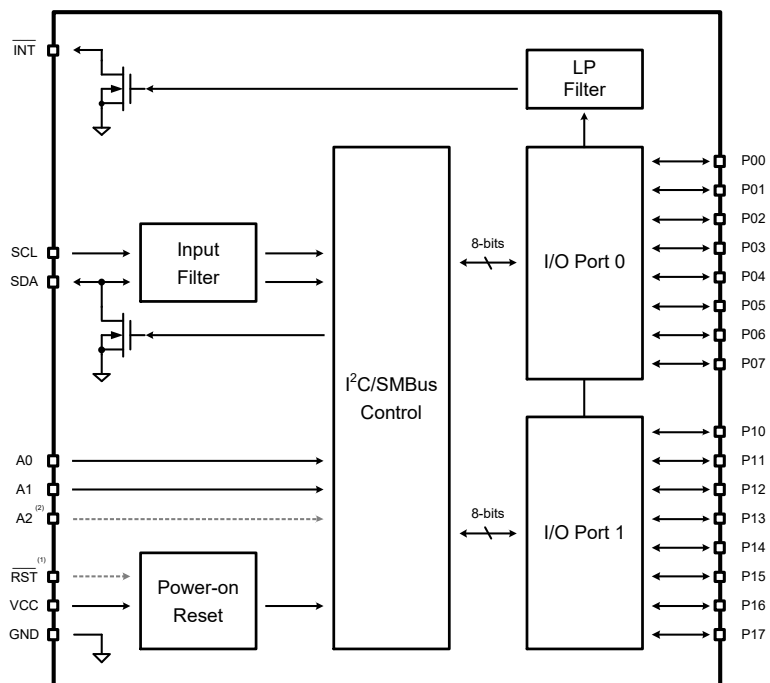 INT
LP
Filter
P00
P01
P02
SCL
Input
Filter
8-bits
I/O Port 0
P03
SDA
P04
P05
P06
P07
I²C/SMBus
Control
P10
A0
P11
A1
P12
A2 (2)
8-bits
I/O Port 1
P13
P14
RST (1)
Power-on
Reset
P15
VCC
P16
GND
P17